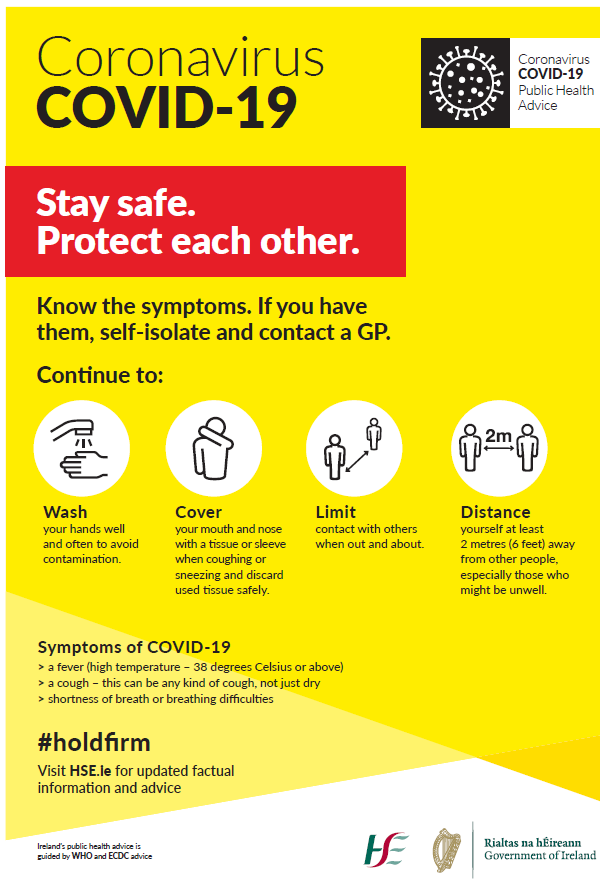 Coronavirus
COVID-19
Coronavirus
COVID-19
Public Health
Advice
Stay safe.
Protect each other.
Know the symptoms. If you have
them, self-isolate and contact a GP.
Continue to:
2m
Wash
your hands well
and often to avoid
contamination.
Cover
your mouth and nose
with a tissue or sleeve
when coughing or
sneezing and discard
used tissue safely.
Limit
contact with others
when out and about.
Distance
yourself at least
2 metres (6 feet) away
from other people,
especially those who
might be unwell.
Symptoms of COVID-19
> a fever (high temperature – 38 degrees Celsius or above)
> a cough – this can be any kind of cough, not just dry
> shortness of breath or breathing difficulties
#holdfirm
Visit HSE.ie for updated factual
information and advice
Ireland's public health advice is
guided by WHO and ECDC advice
HSE
Rialtas na hÉireann
Government of Ireland